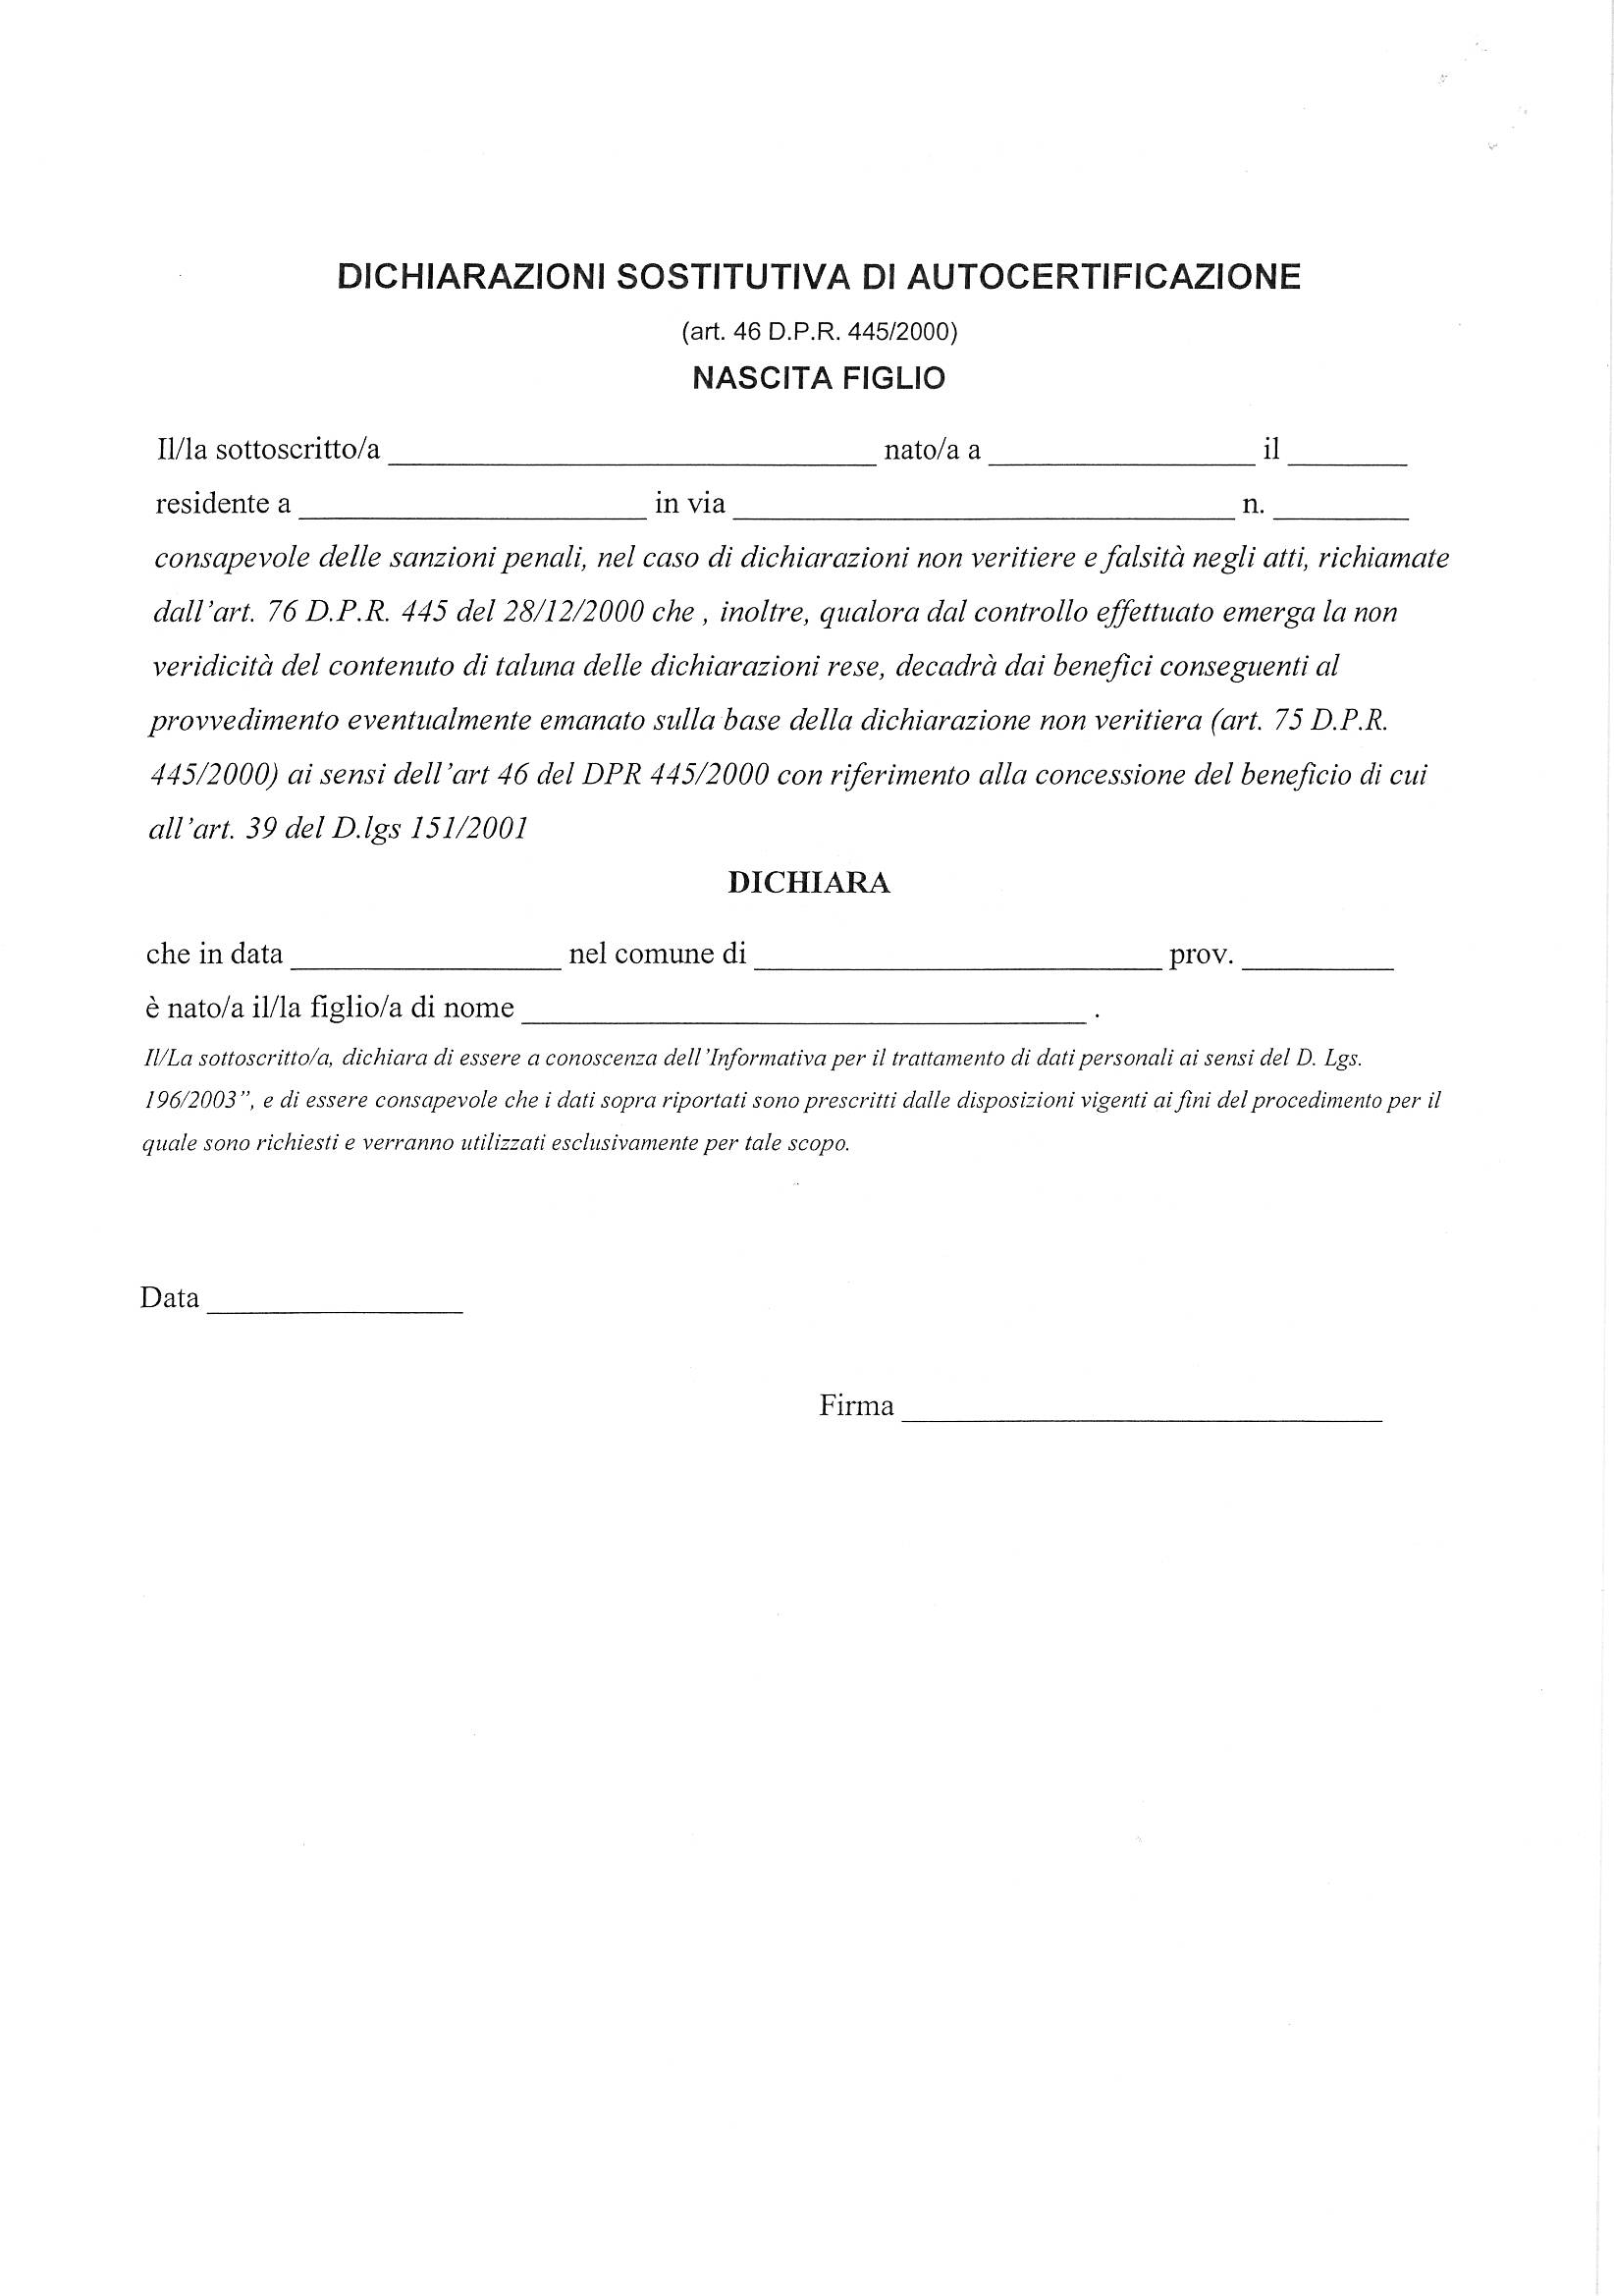 DICHIARAZIONI SOSTITUTIVA DI AUTOCERTIFICAZIONE
(art. 46 D.P.R. 445/2000)
NASCITA FIGLIO
Il/la sottoscritto/a ______________________________ nato/a a ________________ il _______
residente a _____________________ in via ______________________________ n. ________
consapevole delle sanzioni penali, nel caso di dichiarazioni non veritiere e falsità negli atti, richiamate
dall'art. 76 D.P.R. 445 del 28/12/2000 che , inoltre, qualora dal controllo effettuato emerga la non
veridicità del contenuto di taluna delle dichiarazioni rese, decadrà dai benefici conseguenti al
provvedimento eventualmente emanato sulla base della dichiarazione non veritiera (art. 75 D.P.R.
445/2000) ai sensi dell'art 46 del DPR 445/2000 con riferimento alla concessione del beneficio di cui
all'art. 39 del D.lgs 151/2001
DICHIARA
che in data ________________ nel comune di _________________________ prov. _________
è nato/a il/la figlio/a di nome __________________________________ .
Il/La sottoscritto/a, dichiara di essere a conoscenza dell'Informativa per il trattamento di dati personali ai sensi del D. Lgs.
196/2003", e di essere consapevole che i dati sopra riportati sono prescritti dalle disposizioni vigenti ai fini del procedimento per il
quale sono richiesti e verranno utilizzati esclusivamente per tale scopo.
Data ________________
Firma ______________________________